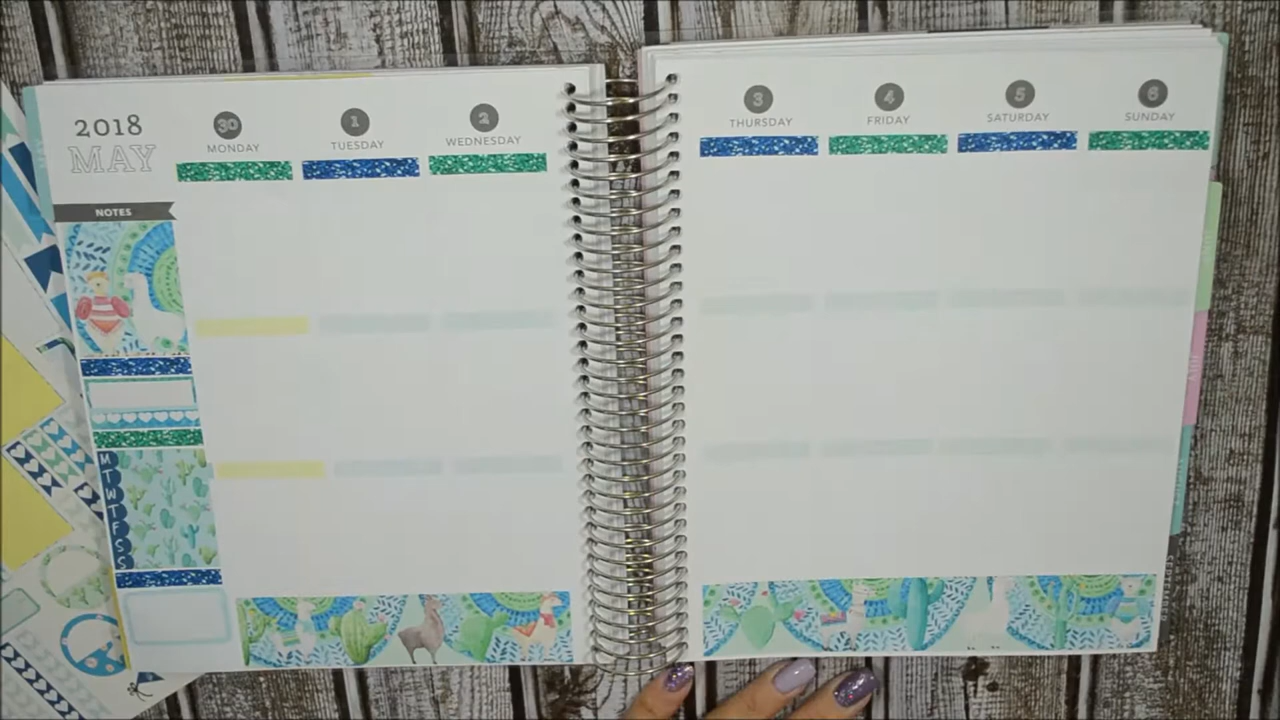 2018
MAY
30
1
2
3
4
5
6
MONDAY
TUESDAY
WEDNESDAY
THURSDAY
FRIDAY
SATURDAY
SUNDAY
NOTES
M
T
W
T
F
S
S